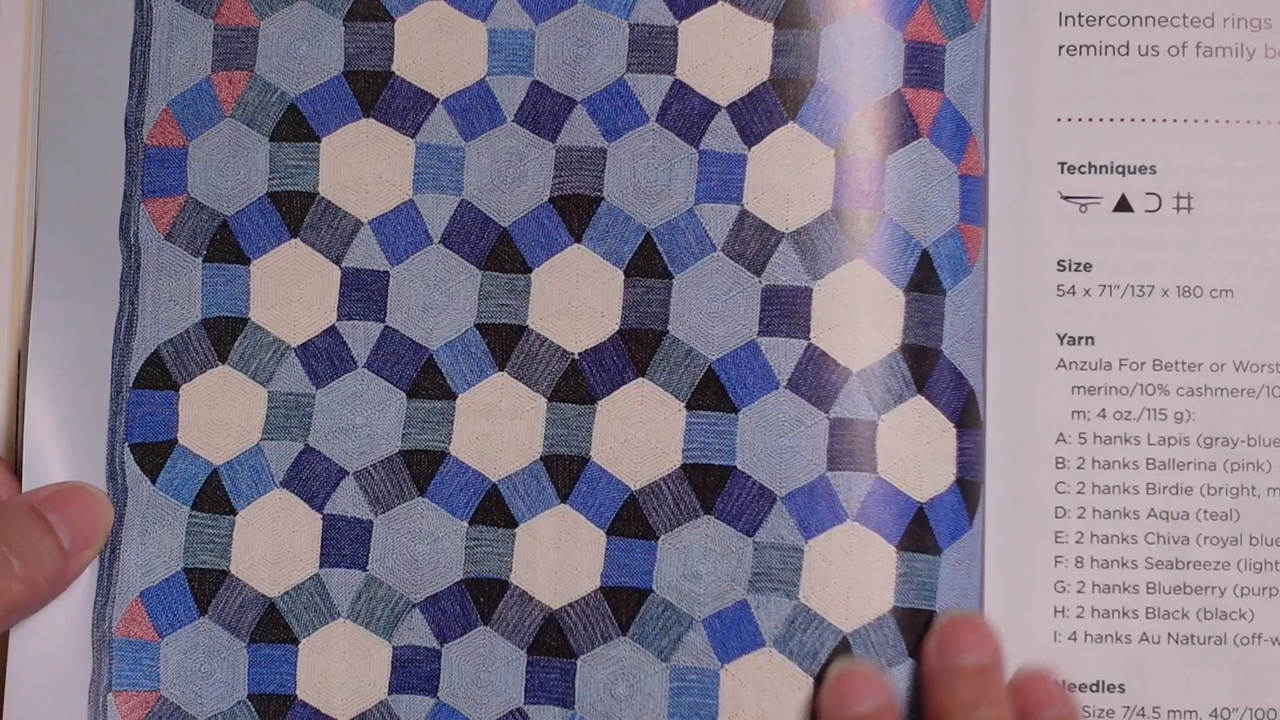 Interconnected rings
remind us of family
Techniques
Size
54 x 71"/137 x 180 cm
Yarn
Anzula For Better or Worst
merino/10% cashmere/10
m; 4 oz./115 g):
A: 5 hanks Lapis (gray-blue
B: 2 hanks Ballerina (pink)
C: 2 hanks Birdie (bright, m
D: 2 hanks Aqua (teal)
E: 2 hanks Chiva (royal blue
F: 8 hanks Seabreeze (light
G: 2 hanks Blueberry (purp
H: 2 hanks Black (black)
I: 4 hanks Au Natural (off-w
Needles
Size 7/4.5 mm, 40"/100